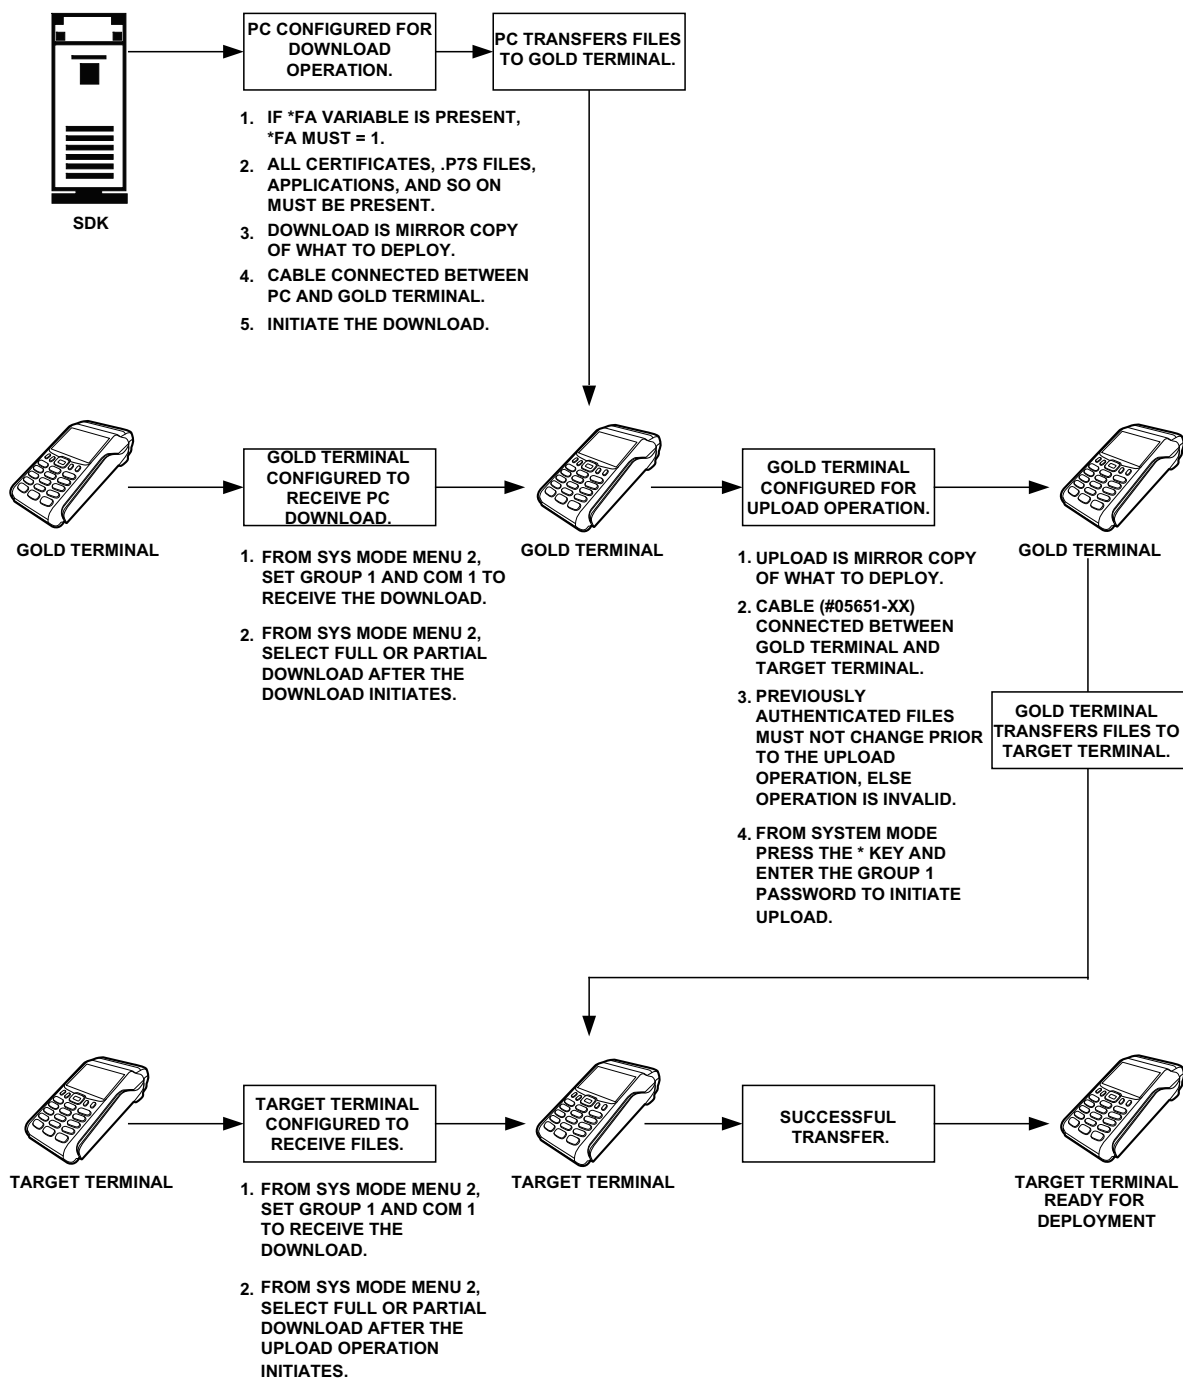 PC CONFIGURED FOR
DOWNLOAD
OPERATION.
PC TRANSFERS FILES
TO GOLD TERMINAL.
SDK
1. IF *FA VARIABLE IS PRESENT,
*FA MUST = 1.
2. ALL CERTIFICATES, .P7S FILES,
APPLICATIONS, AND SO ON
MUST BE PRESENT.
3. DOWNLOAD IS MIRROR COPY
OF WHAT TO DEPLOY.
4. CABLE CONNECTED BETWEEN
PC AND GOLD TERMINAL.
5. INITIATE THE DOWNLOAD.
GOLD TERMINAL
GOLD TERMINAL
CONFIGURED TO
RECEIVE PC
DOWNLOAD.
1. FROM SYS MODE MENU 2,
SET GROUP 1 AND COM 1 TO
RECEIVE THE DOWNLOAD.
2. FROM SYS MODE MENU 2,
SELECT FULL OR PARTIAL
DOWNLOAD AFTER THE
DOWNLOAD INITIATES.
GOLD TERMINAL
GOLD TERMINAL
CONFIGURED FOR
UPLOAD OPERATION.
1. UPLOAD IS MIRROR COPY
OF WHAT TO DEPLOY.
2. CABLE (#05651-XX)
CONNECTED BETWEEN
GOLD TERMINAL AND
TARGET TERMINAL.
3. PREVIOUSLY
AUTHENTICATED FILES
MUST NOT CHANGE PRIOR
TO THE UPLOAD
OPERATION, ELSE
OPERATION IS INVALID.
4. FROM SYSTEM MODE
PRESS THE * KEY AND
ENTER THE GROUP 1
PASSWORD TO INITIATE
UPLOAD.
GOLD TERMINAL
GOLD TERMINAL
TRANSFERS FILES TO
TARGET TERMINAL.
TARGET TERMINAL
TARGET TERMINAL
CONFIGURED TO
RECEIVE FILES.
1. FROM SYS MODE MENU 2,
SET GROUP 1 AND COM 1
TO RECEIVE THE
DOWNLOAD.
2. FROM SYS MODE MENU 2,
SELECT FULL OR PARTIAL
DOWNLOAD AFTER THE
UPLOAD OPERATION
INITIATES.
TARGET TERMINAL
SUCCESSFUL
TRANSFER.
TARGET TERMINAL
READY FOR
DEPLOYMENT